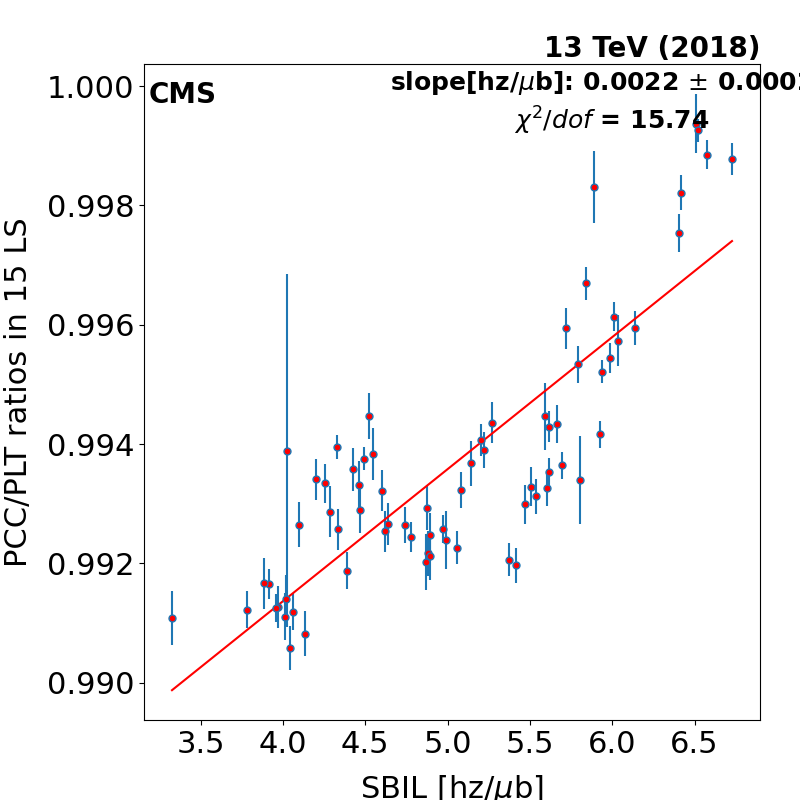 13 TeV (2018)
CMS
slope[hz/μb]: 0.0022 ± 0.000
χ²/dof = 15.74
1.000
0.998
0.996
0.994
0.992
0.990
PCC/PLT ratios in 15 LS
3.5 4.0 4.5 5.0 5.5 6.0 6.5
SBIL [hz/μb]